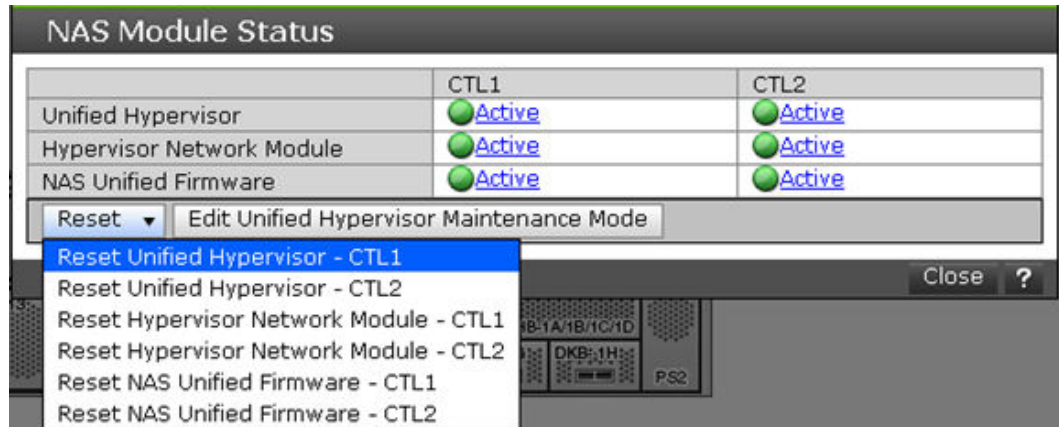 NAS Module Status
CTL1 CTL2
Unified Hypervisor Active Active
Hypervisor Network Module Active Active
NAS Unified Firmware Active Active
Reset Edit Unified Hypervisor Maintenance Mode
Reset Unified Hypervisor - CTL1
Close ?
Reset Unified Hypervisor - CTL2
Reset Hypervisor Network Module - CTL1
Reset Hypervisor Network Module - CTL2
Reset NAS Unified Firmware - CTL1
Reset NAS Unified Firmware - CTL2
DKB-1H
PS2